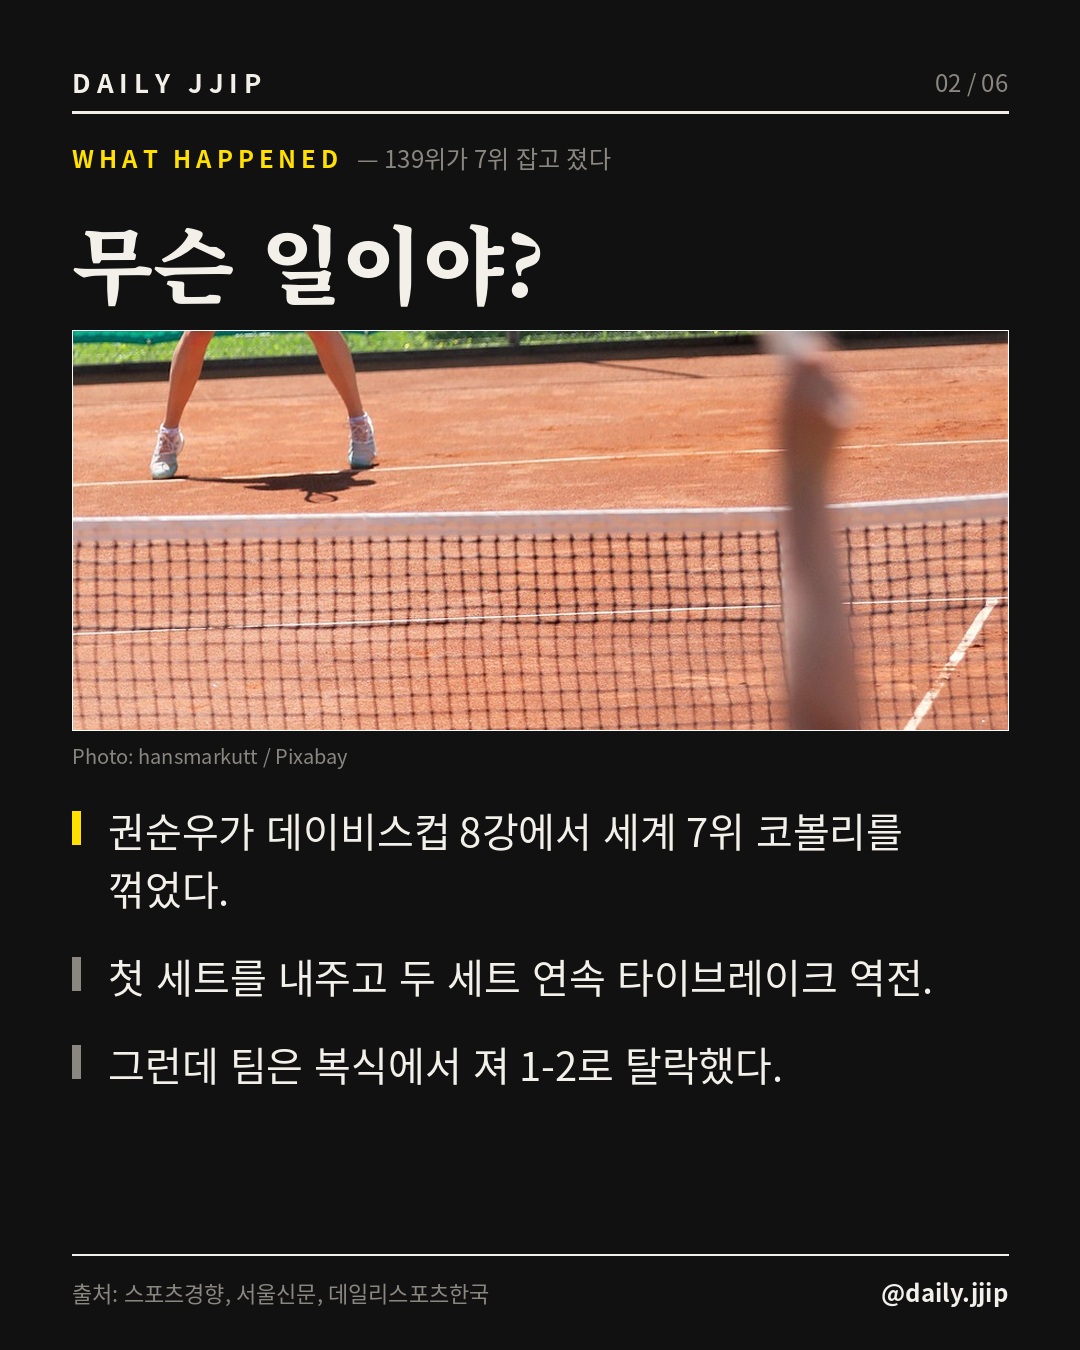 DAILY JJIP
02 / 06
WHAT HAPPENED — 139위가 7위 잡고 졌다
무슨 일이야?
Photo: hansmarkutt / Pixabay
권순우가 데이비스컵 8강에서 세계 7위 코볼리를
꺾었다.
첫 세트를 내주고 두 세트 연속 타이브레이크 역전.
그런데 팀은 복식에서 져 1-2로 탈락했다.
출처: 스포츠경향, 서울신문, 데일리스포츠한국
@daily.jjip